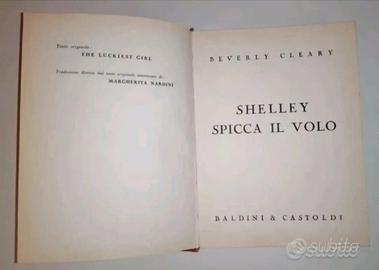 Titolo originale:
THE LUCKIEST GIRL
Traduzione diretta dal testo originale americano di:
MARGHERITA NARDINI
BEVERLY CLEARY
SHELLEY
SPICCA IL VOLO
BALDINI & CASTOLDI
subito